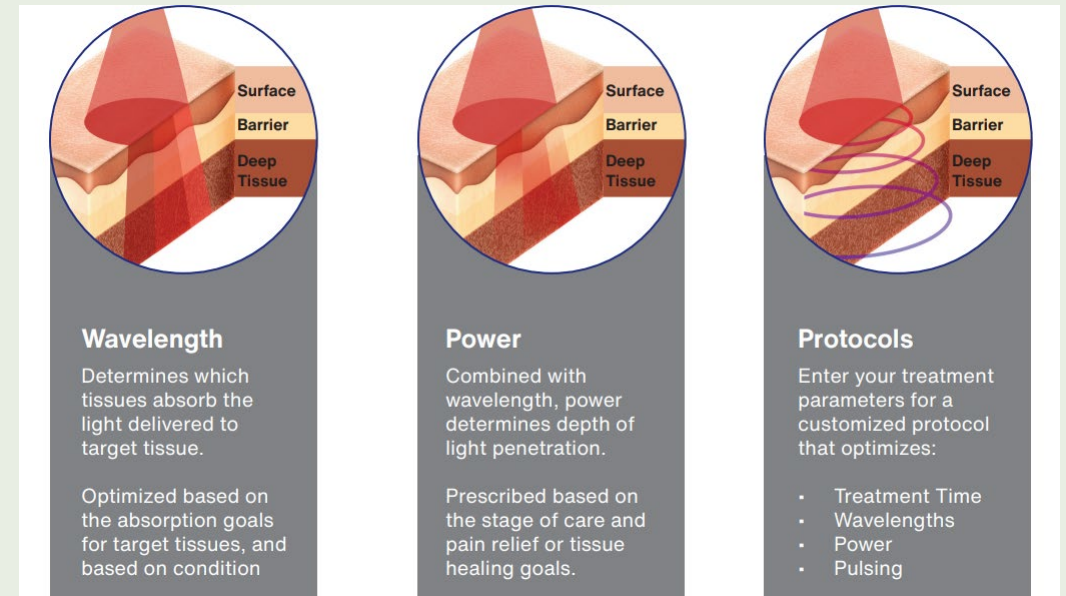 Surface
Barrier
Deep
Tissue
Wavelength
Determines which
tissues absorb the
light delivered to
target tissue.
Optimized based on
the absorption goals
for target tissues, and
based on condition
Surface
Barrier
Deep
Tissue
Power
Combined with
wavelength, power
determines depth of
light penetration.
Prescribed based on
the stage of care and
pain relief or tissue
healing goals.
Surface
Barrier
Deep
Tissue
Protocols
Enter your treatment
parameters for a
customized protocol
that optimizes:
▪ Treatment Time
▪ Wavelengths
▪ Power
▪ Pulsing